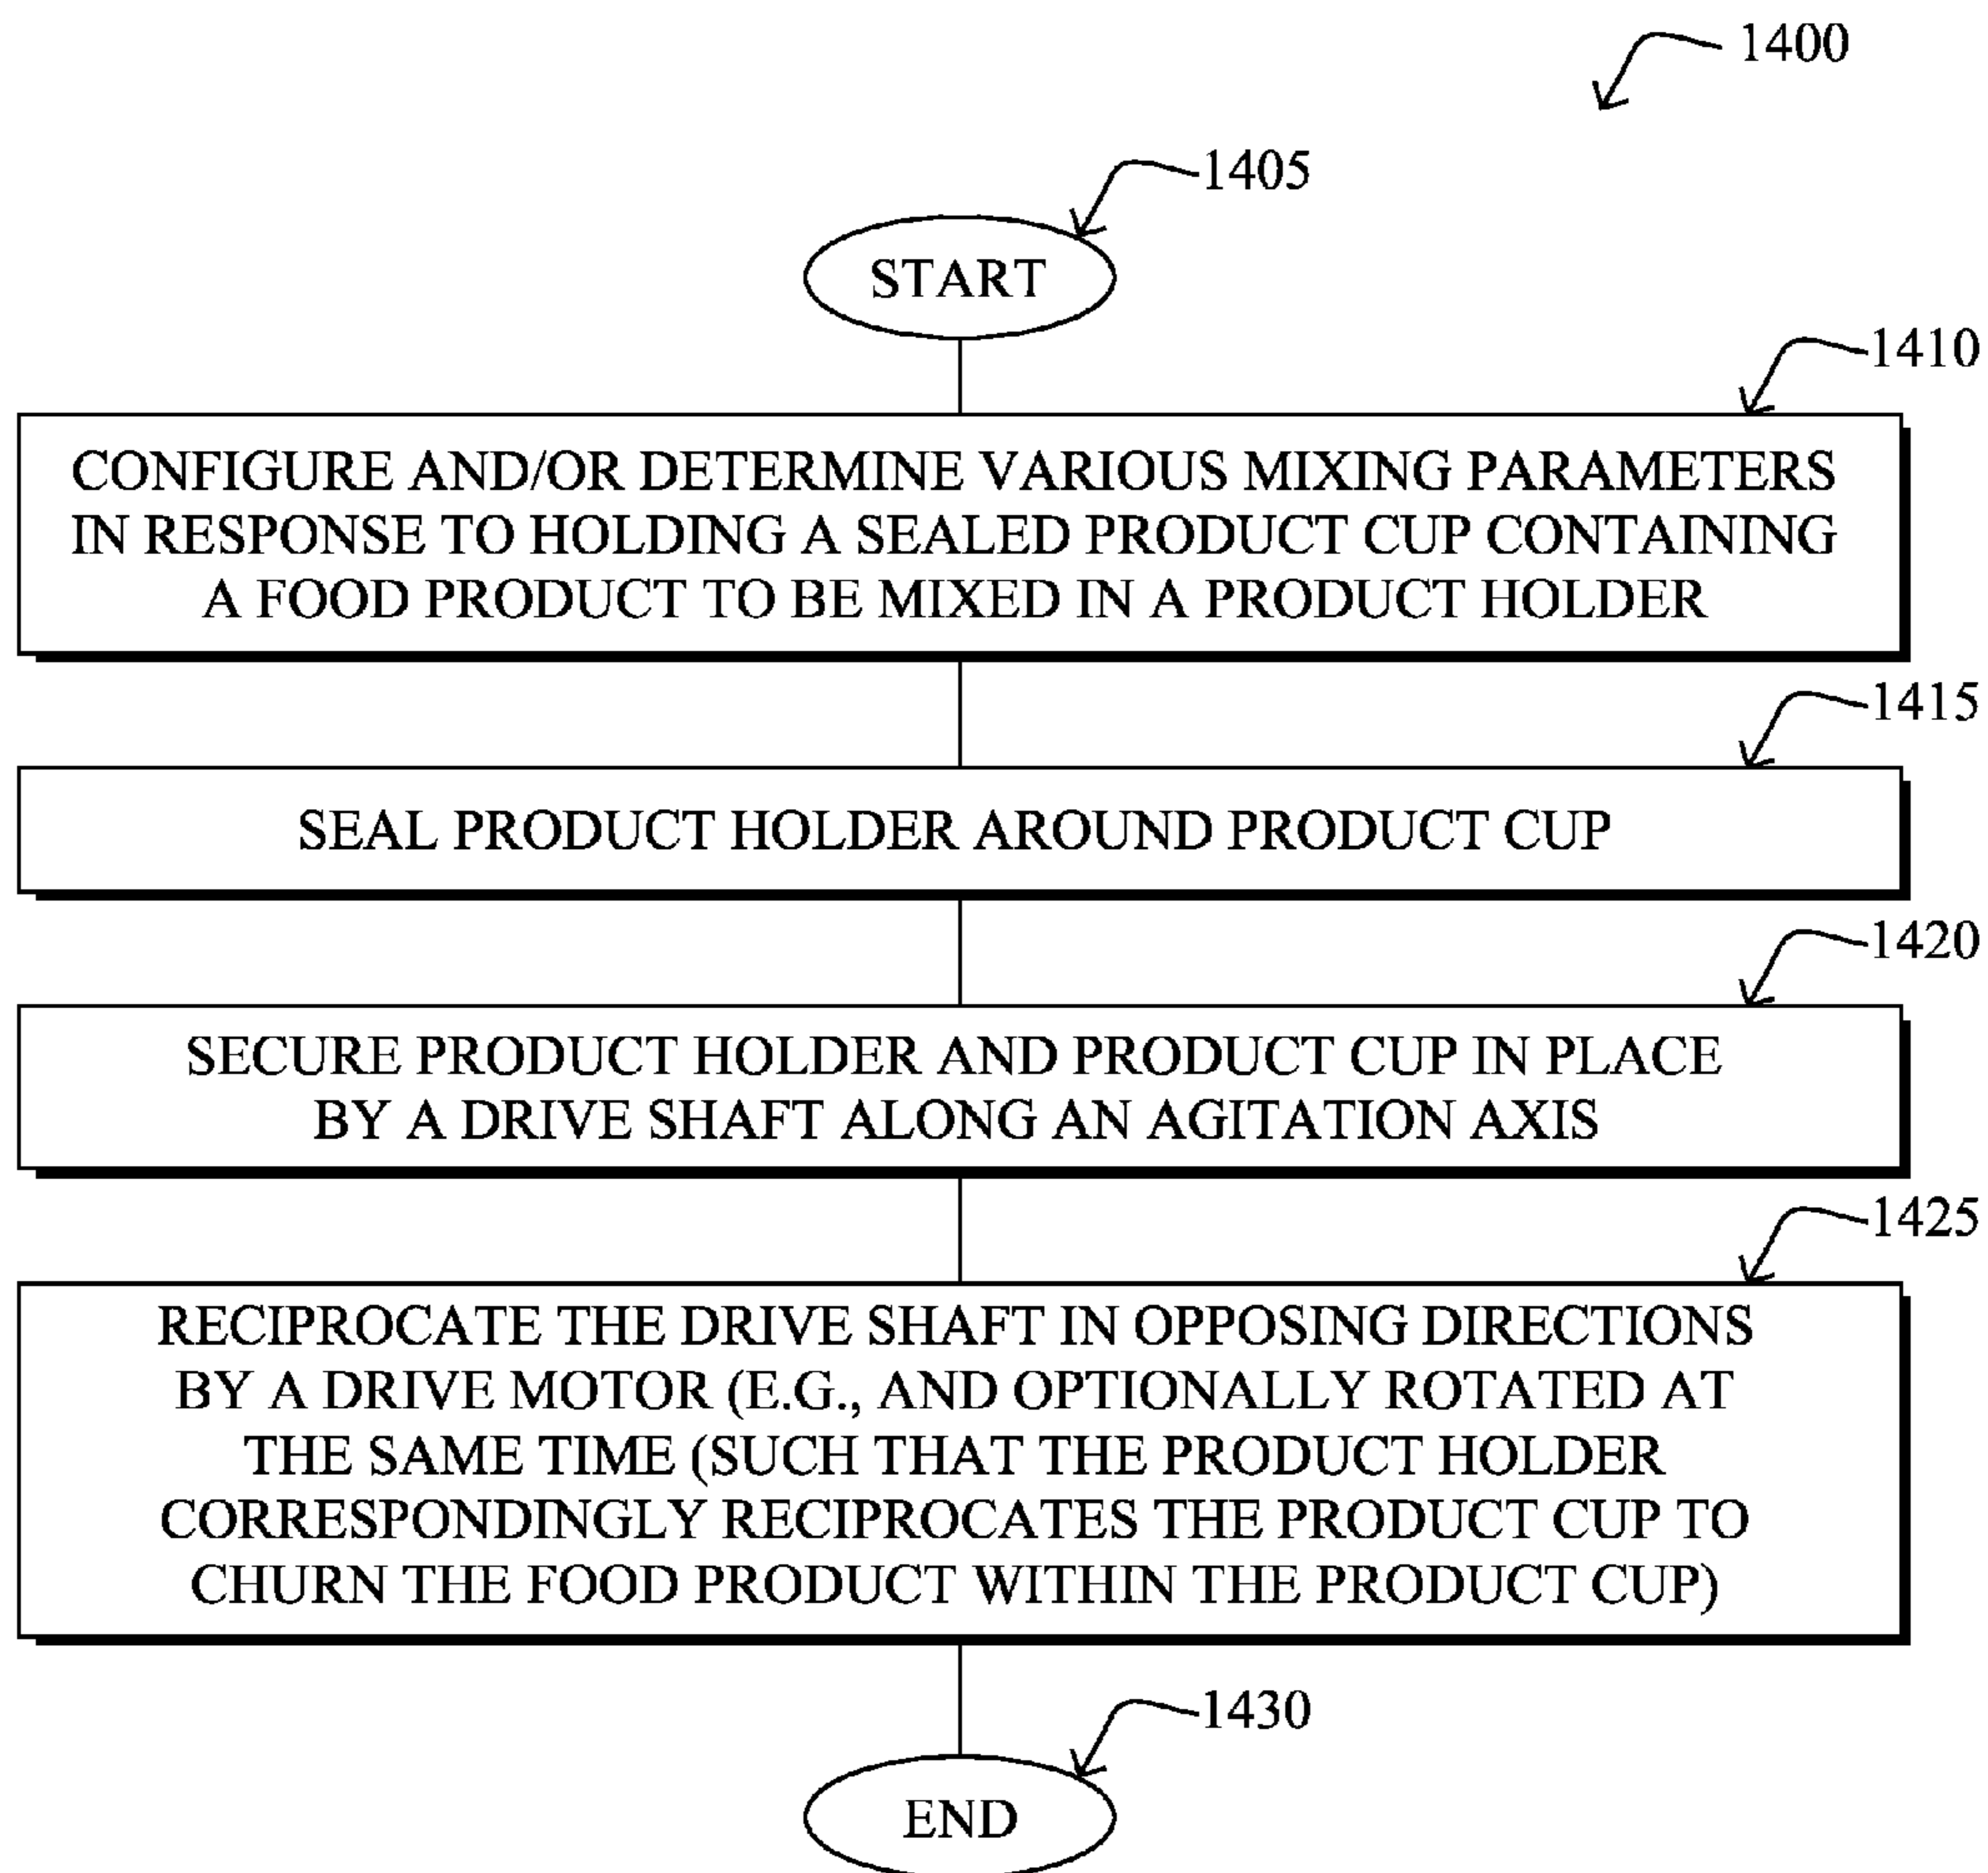 1400
1405
START
1410
CONFIGURE AND/OR DETERMINE VARIOUS MIXING PARAMETERS
IN RESPONSE TO HOLDING A SEALED PRODUCT CUP CONTAINING
A FOOD PRODUCT TO BE MIXED IN A PRODUCT HOLDER
1415
SEAL PRODUCT HOLDER AROUND PRODUCT CUP
1420
SECURE PRODUCT HOLDER AND PRODUCT CUP IN PLACE
BY A DRIVE SHAFT ALONG AN AGITATION AXIS
1425
RECIPROCATE THE DRIVE SHAFT IN OPPOSING DIRECTIONS
BY A DRIVE MOTOR (E.G., AND OPTIONALLY ROTATED AT
THE SAME TIME (SUCH THAT THE PRODUCT HOLDER
CORRESPONDINGLY RECIPROCATES THE PRODUCT CUP TO
CHURN THE FOOD PRODUCT WITHIN THE PRODUCT CUP)
1430
END